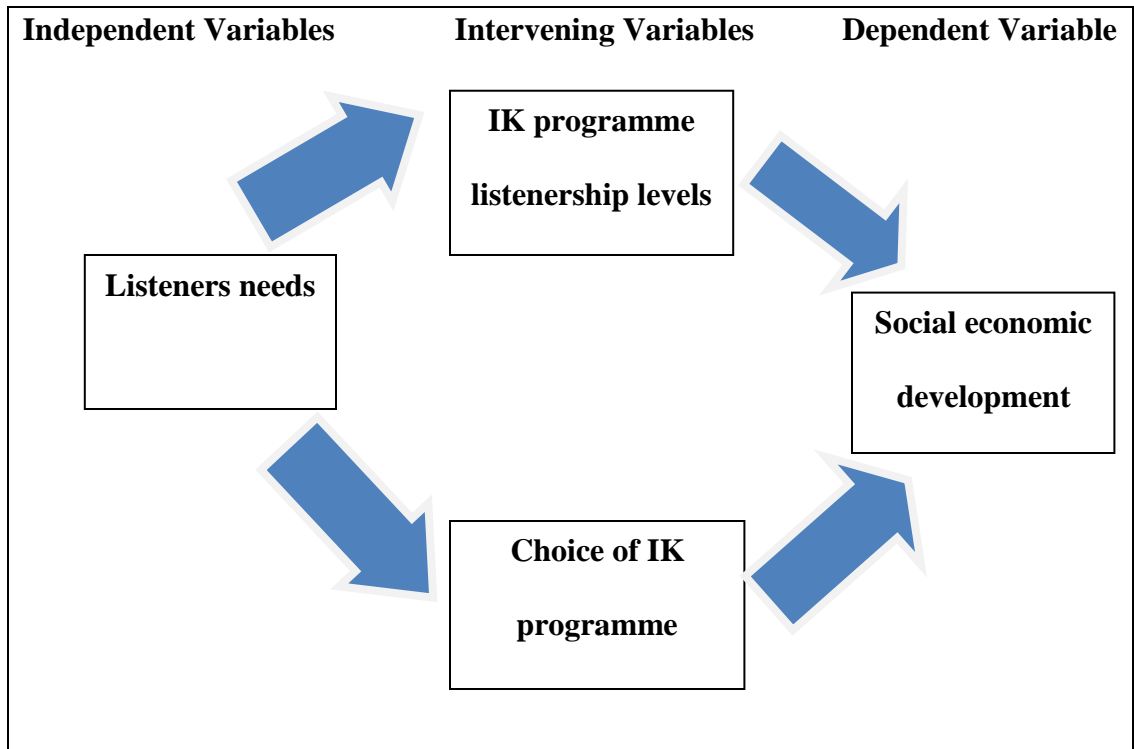 Independent Variables
Intervening Variables
Dependent Variable
IK programme
listenership levels
Listeners needs
Social economic
development
Choice of IK
programme